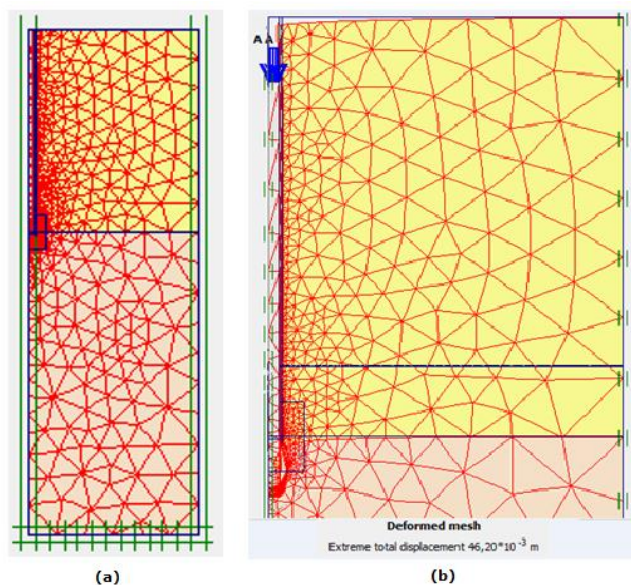 A A
Deformed mesh
Extreme total displacement 46,20*10⁻³ m
(a)
(b)